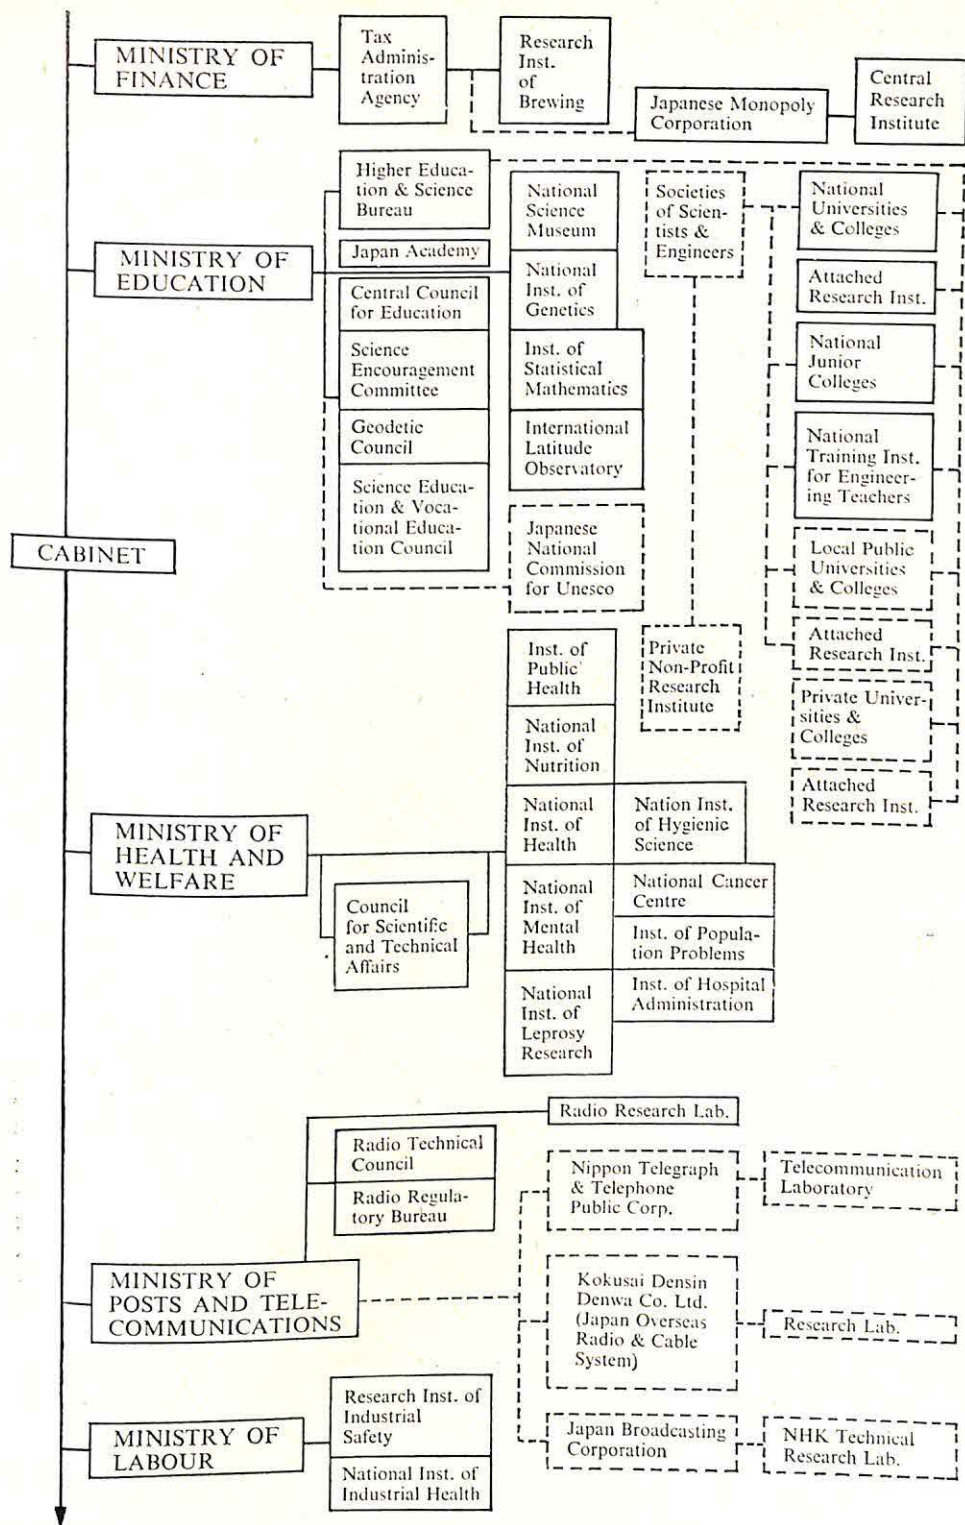 MINISTRY OF
FINANCE
Tax
Adminis-
tration
Agency
Research
Inst.
of
Brewing
Japanese Monopoly
Corporation
Central
Research
Institute
MINISTRY OF
EDUCATION
Higher Educa-
tion & Science
Bureau
Japan Academy
Central Council
for Education
Science
Encouragement
Committee
Geodetic
Council
Science Educa-
tion & Voca-
tional Educa-
tion Council
National
Science
Museum
National
Inst. of
Genetics
Inst. of
Statistical
Mathematics
International
Latitude
Observatory
Japanese
National
Commission
for Unesco
Societies
of Scien-
tists &
Engineers
Private
Non-Profit
Research
Institute
National
Universities
& Colleges
Attached
Research Inst.
National
Junior
Colleges
National
Training Inst.
for Engineer-
ing Teachers
Local Public
Universities
& Colleges
Attached
Research Inst.
Private Univer-
sities &
Colleges
Attached
Research Inst.
CABINET
MINISTRY OF
HEALTH AND
WELFARE
Council
for Scientific
and Technical
Affairs
Inst. of
Public
Health
National
Inst. of
Nutrition
National
Inst. of
Health
National
Inst. of
Mental
Health
National
Inst. of
Leprosy
Research
Nation Inst.
of Hygienic
Science
National Cancer
Centre
Inst. of Popula-
tion Problems
Inst. of Hospital
Administration
MINISTRY OF
POSTS AND TELE-
COMMUNICATIONS
Radio Research Lab.
Radio Technical
Council
Radio Regula-
tory Bureau
Nippon Telegraph
& Telephone
Public Corp.
Telecommunication
Laboratory
Kokusai Densin
Denwa Co. Ltd.
(Japan Overseas
Radio & Cable
System)
Research Lab.
Japan Broadcasting
Corporation
NHK Technical
Research Lab.
MINISTRY OF
LABOUR
Research Inst. of
Industrial
Safety
National Inst. of
Industrial Health